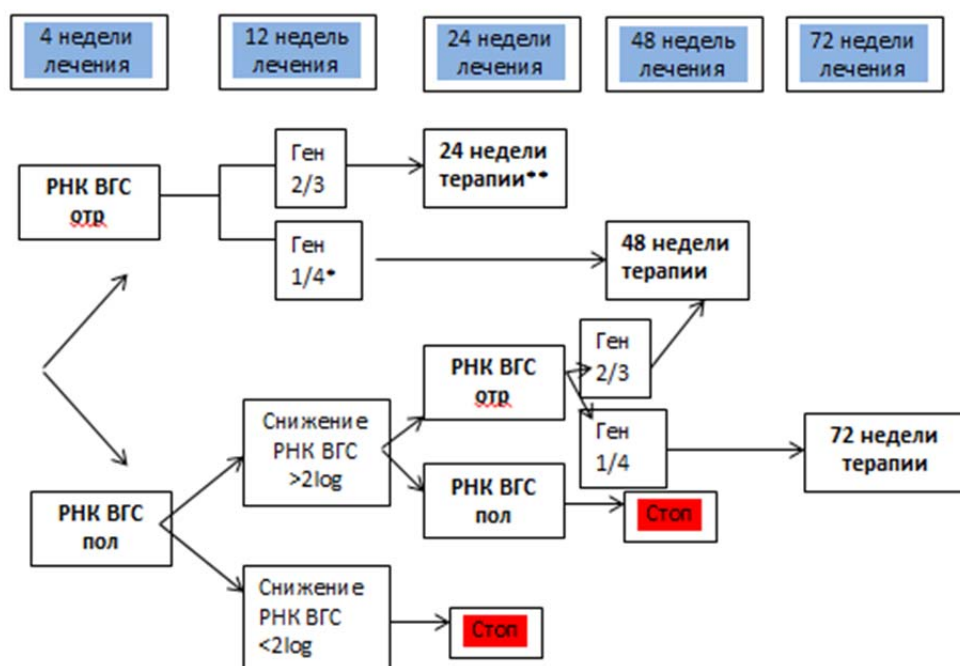 4 недели
лечения
12 недель
лечения
24 недели
лечения
48 недель
лечения
72 недели
лечения
РНК ВГС
отр
Ген
2/3
24 недели
терапии**
Ген
1/4*
48 недели
терапии
РНК ВГС
отр
Ген
2/3
Снижение
РНК ВГС
>2log
Ген
1/4
72 недели
терапии
РНК ВГС
пол
РНК ВГС
пол
Стоп
Снижение
РНК ВГС
<2log
Стоп